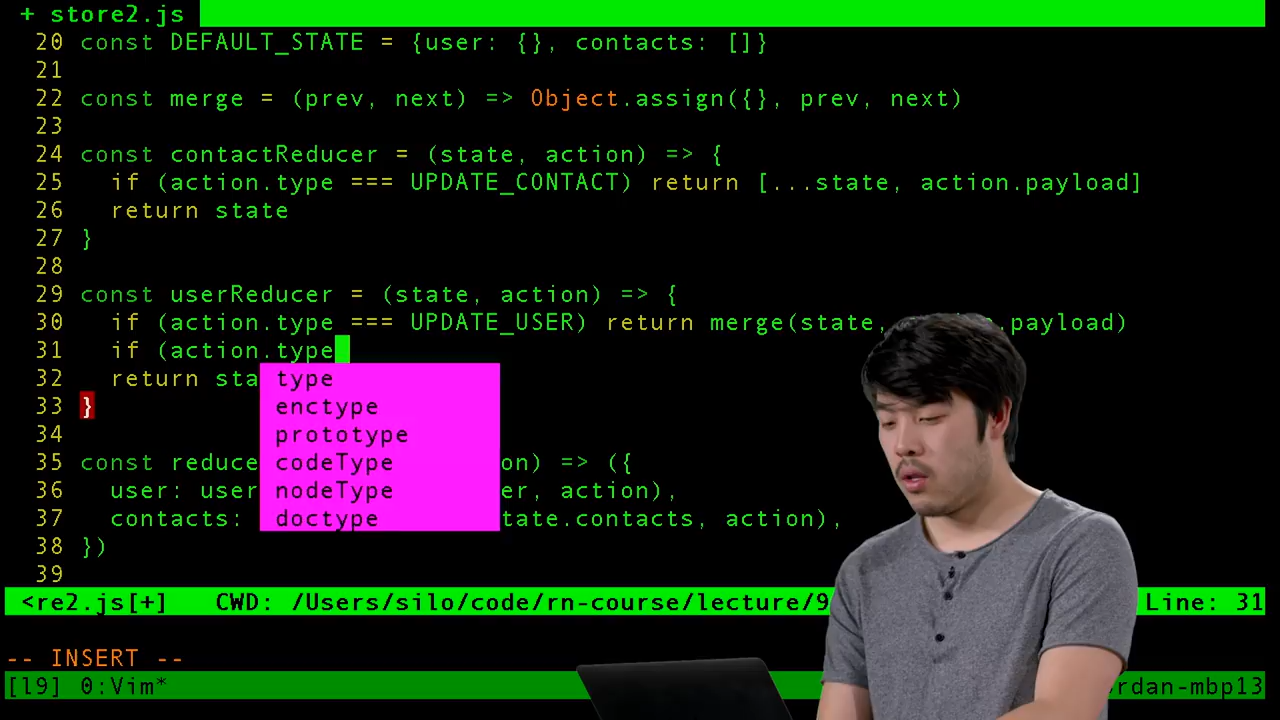 + store2.js
20 const DEFAULT_STATE = {user: {}, contacts: []}
21
22 const merge = (prev, next) => Object.assign({}, prev, next)
23
24 const contactReducer = (state, action) => {
25 if (action.type === UPDATE_CONTACT) return [...state, action.payload]
26 return state
27 }
28
29 const userReducer = (state, action) => {
30 if (action.type === UPDATE_USER) return merge(state, payload)
31 if (action.type
32 return sta type
33 } enctype
34 prototype
35 const reduce codeType on) => ({
36 user: user nodeType er, action),
37 contacts: doctype tate.contacts, action),
38 })
39
<re2.js[+] CWD: /Users/silo/code/rn-course/lecture/9 Line: 31
-- INSERT --
[l9] 0:Vim* rdan-mbp13